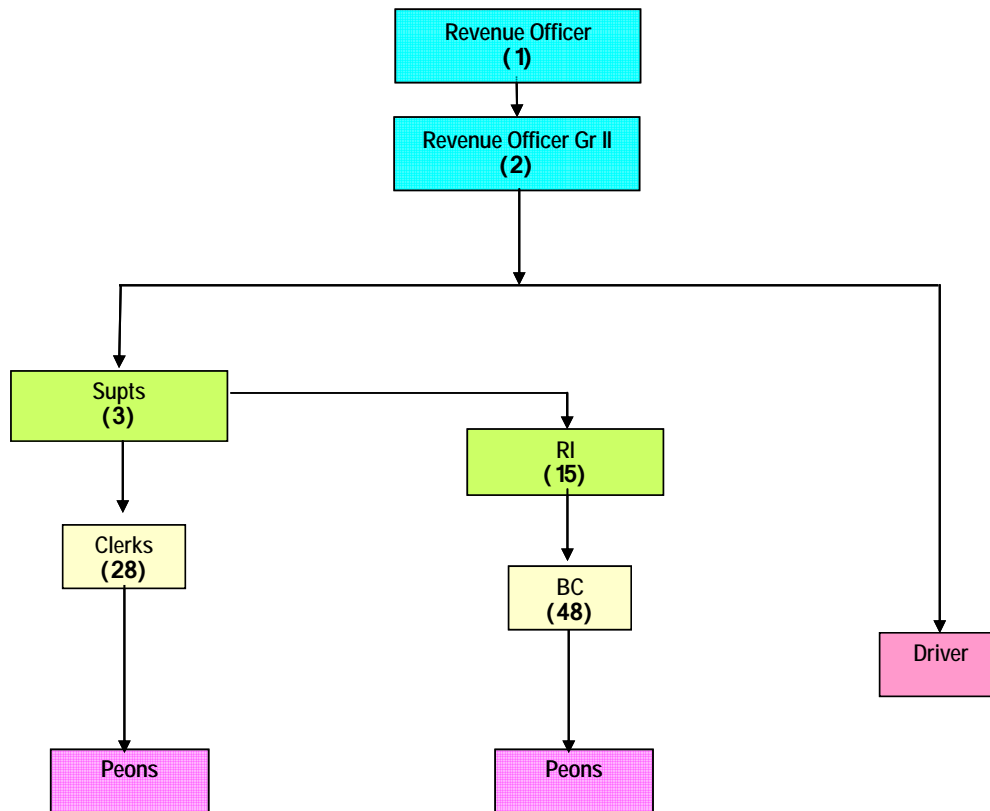 Revenue Officer
(1)
Revenue Officer Gr II
(2)
Supts
(3)
RI
(15)
Clerks
(28)
BC
(48)
Driver
Peons
Peons